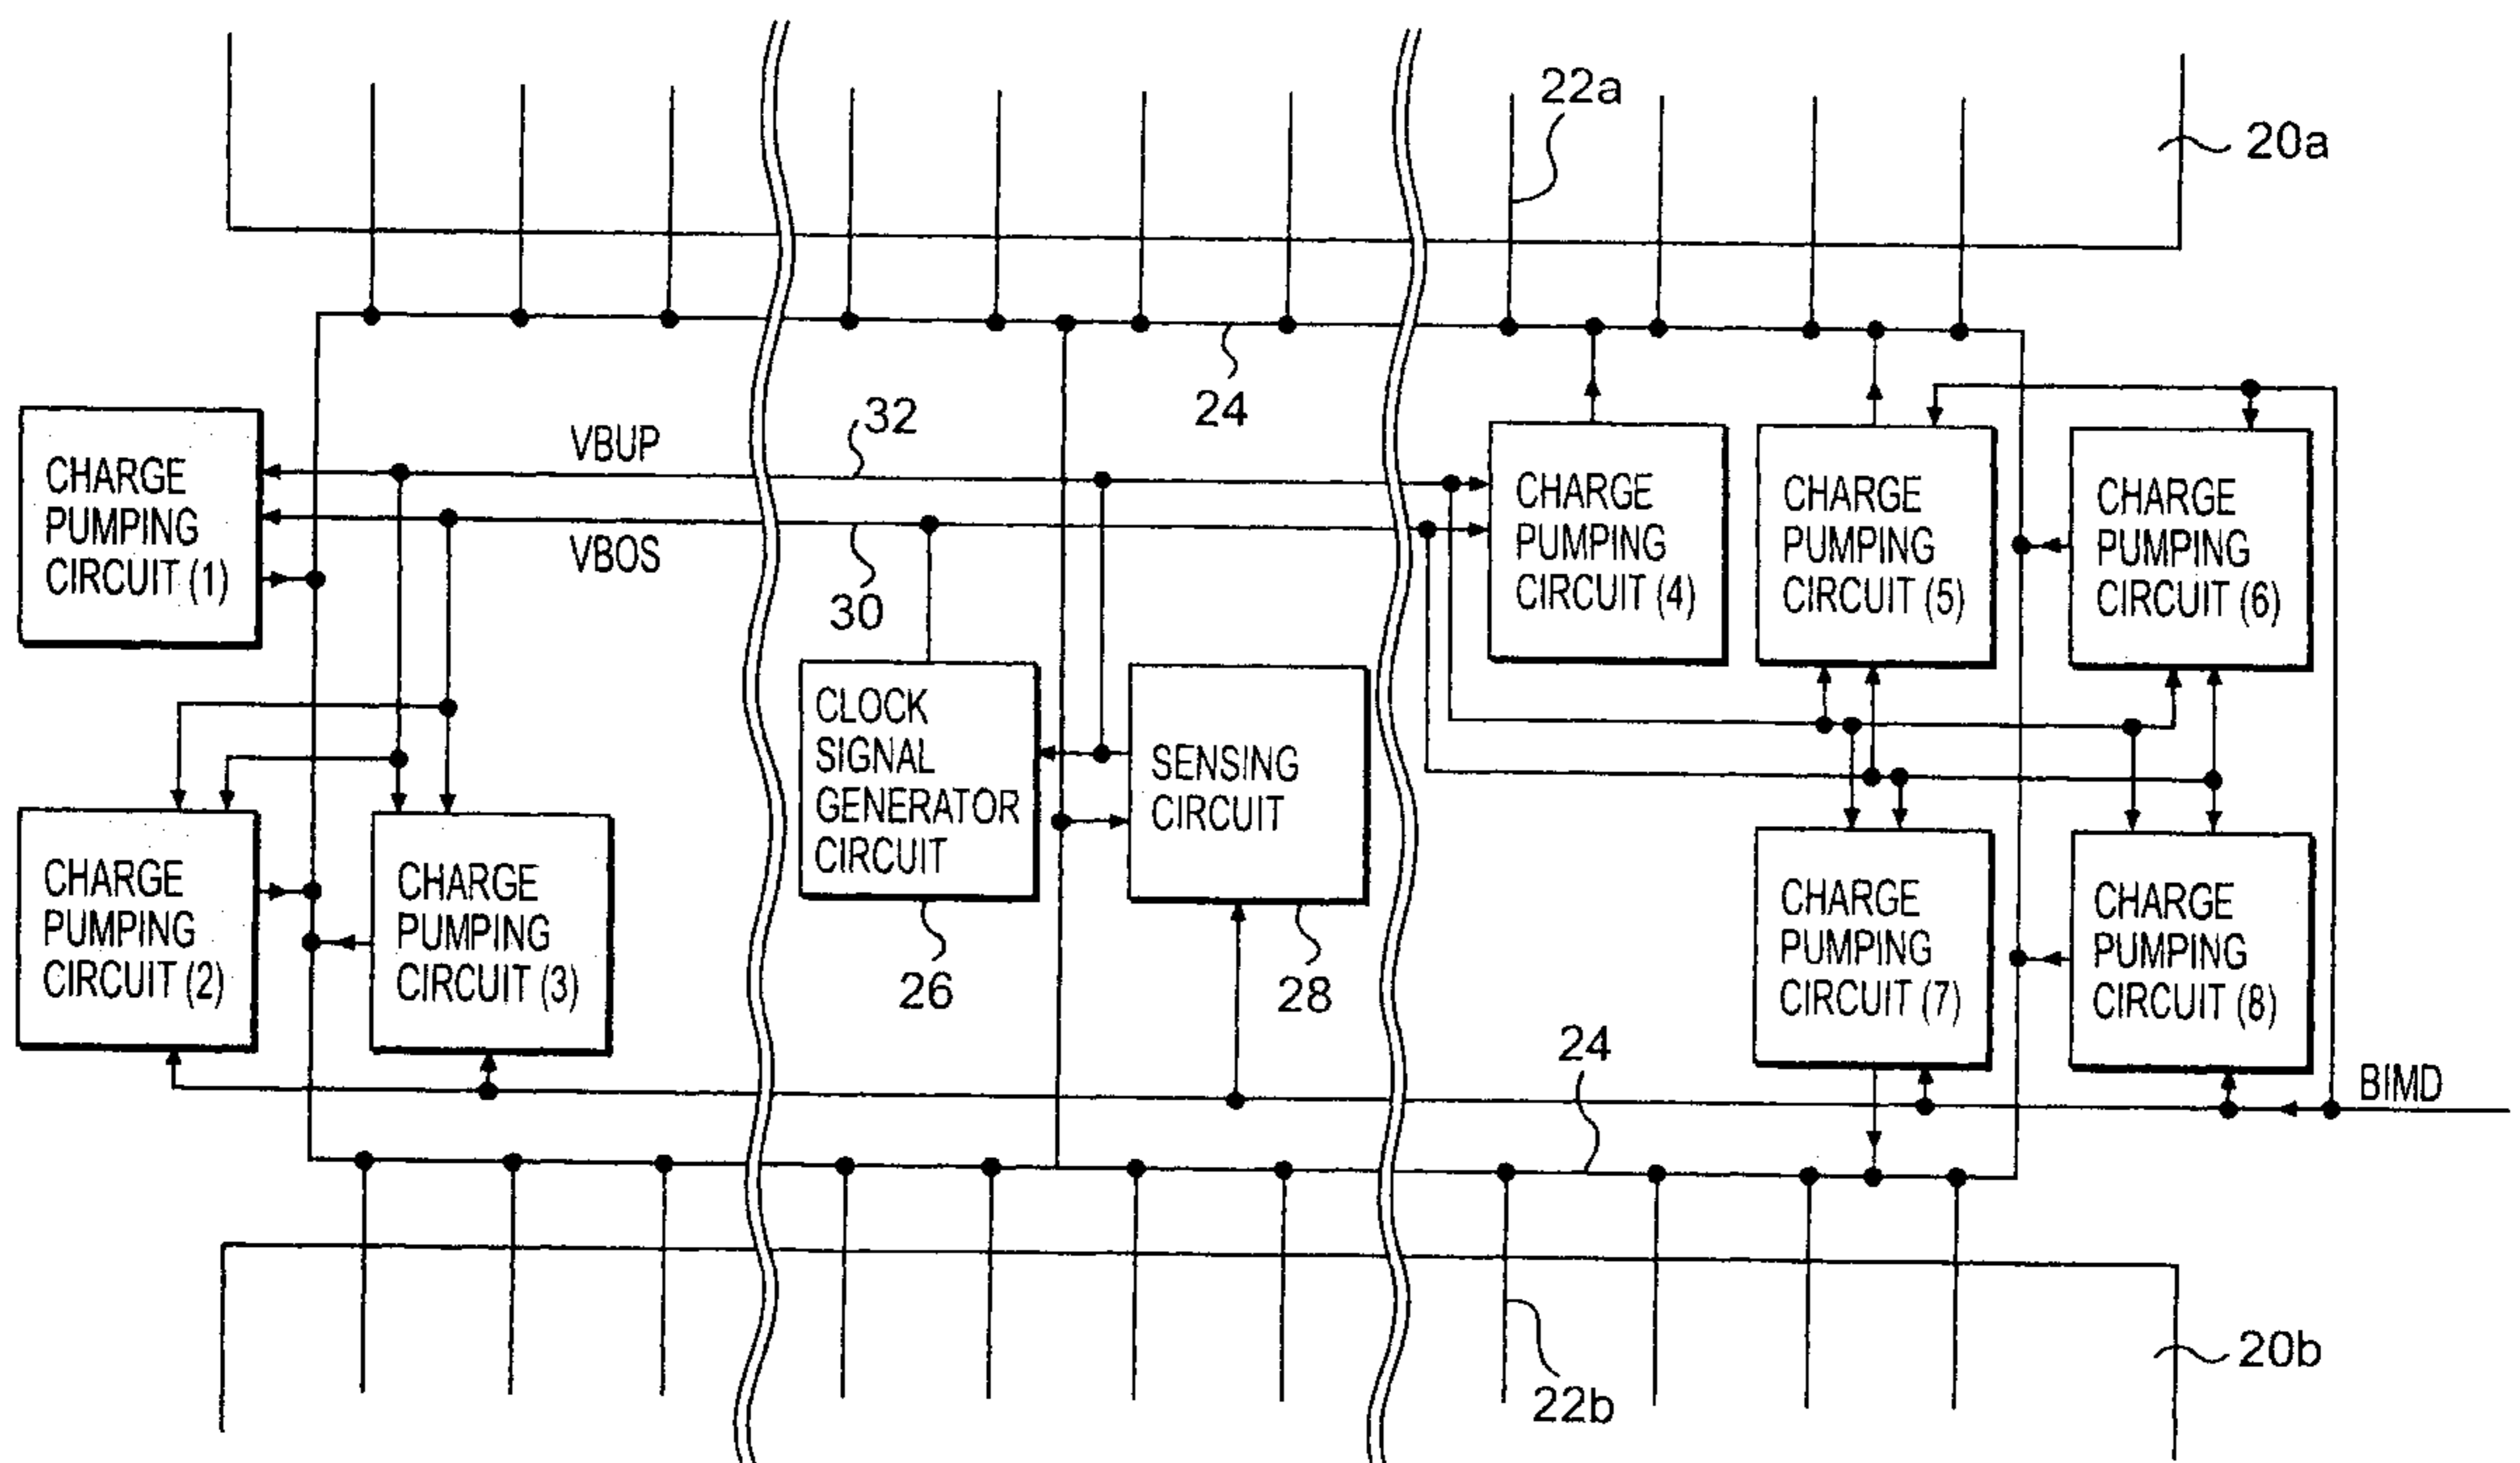 22a
20a
24
32
VBUP
VBOS
30
CHARGE
PUMPING
CIRCUIT (1)
CHARGE
PUMPING
CIRCUIT (4)
CHARGE
PUMPING
CIRCUIT (5)
CHARGE
PUMPING
CIRCUIT (6)
CLOCK
SIGNAL
GENERATOR
CIRCUIT
SENSING
CIRCUIT
CHARGE
PUMPING
CIRCUIT (2)
CHARGE
PUMPING
CIRCUIT (3)
26
28
CHARGE
PUMPING
CIRCUIT (7)
CHARGE
PUMPING
CIRCUIT (8)
24
BIMD
22b
20b